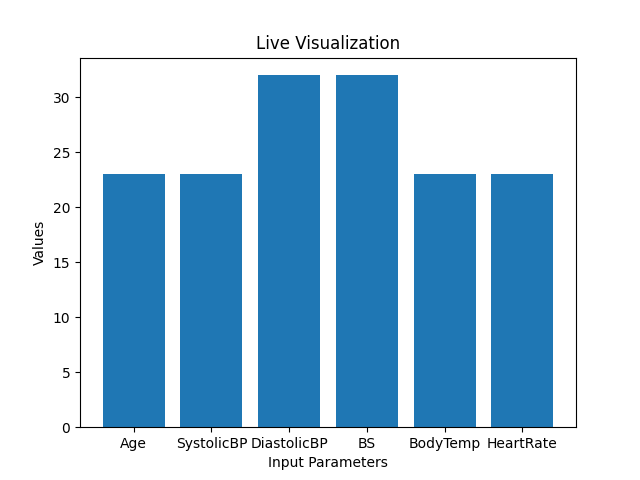 Live Visualization
Values
30
25
20
15
10
5
0
Age SystolicBP DiastolicBP BS BodyTemp HeartRate
Input Parameters